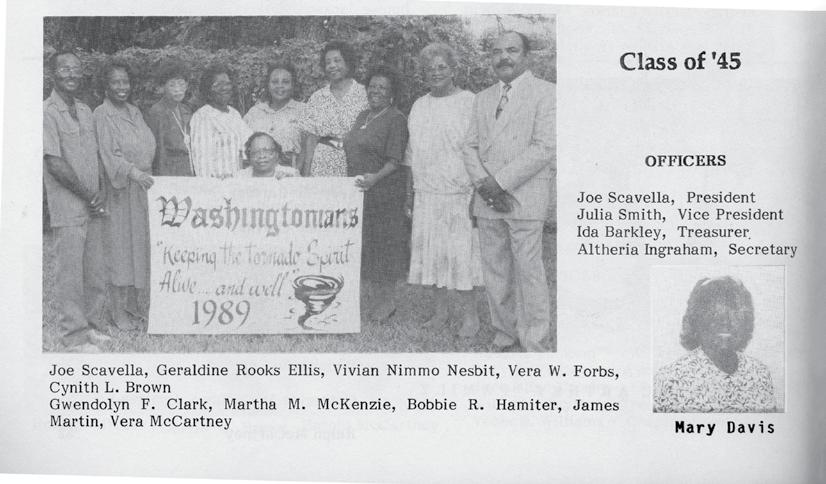 Washingtonians
"Keeping the Tornado Spirit
Alive.... and well"
1989
Class of '45
OFFICERS
Joe Scavella, President
Julia Smith, Vice President
Ida Barkley, Treasurer
Altheria Ingraham, Secretary
Joe Scavella, Geraldine Rooks Ellis, Vivian Nimmo Nesbit, Vera W. Forbs,
Cynith L. Brown
Gwendolyn F. Clark, Martha M. McKenzie, Bobbie R. Hamiter, James
Martin, Vera McCartney
Mary Davis